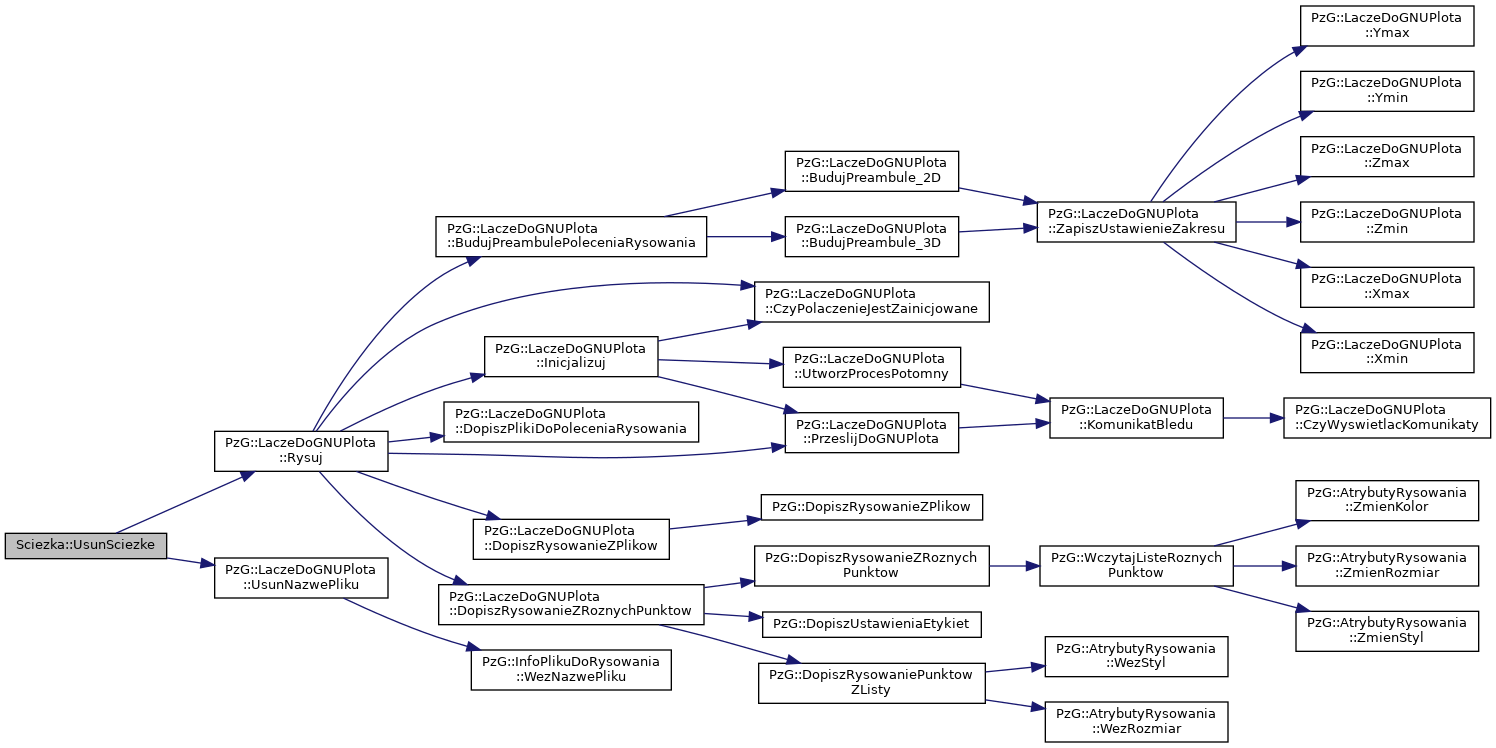 Sciezka::UsunSciezke
PzG::LaczeDoGNUPlota
::Rysuj
PzG::LaczeDoGNUPlota
::UsunNazwePliku
PzG::LaczeDoGNUPlota
::BudujPreambulePoleceniaRysowania
PzG::LaczeDoGNUPlota
::Inicjalizuj
PzG::LaczeDoGNUPlota
::DopiszPlikiDoPoleceniaRysowania
PzG::LaczeDoGNUPlota
::DopiszRysowanieZPlikow
PzG::LaczeDoGNUPlota
::DopiszRysowanieZRoznychPunktow
PzG::InfoPlikuDoRysowania
::WezNazwePliku
PzG::LaczeDoGNUPlota
::BudujPreambule_2D
PzG::LaczeDoGNUPlota
::BudujPreambule_3D
PzG::LaczeDoGNUPlota
::CzyPolaczenieJestZainicjowane
PzG::LaczeDoGNUPlota
::UtworzProcesPotomny
PzG::LaczeDoGNUPlota
::PrzeslijDoGNUPlota
PzG::DopiszRysowanieZPlikow
PzG::DopiszRysowanieZRoznych
Punktow
PzG::DopiszUstawieniaEtykiet
PzG::DopiszRysowaniePunktow
ZListy
PzG::LaczeDoGNUPlota
::ZapiszUstawienieZakresu
PzG::LaczeDoGNUPlota
::KomunikatBledu
PzG::WczytajListeRoznych
Punktow
PzG::AtrybutyRysowania
::WezStyl
PzG::AtrybutyRysowania
::WezRozmiar
PzG::LaczeDoGNUPlota
::Ymax
PzG::LaczeDoGNUPlota
::Ymin
PzG::LaczeDoGNUPlota
::Zmax
PzG::LaczeDoGNUPlota
::Zmin
PzG::LaczeDoGNUPlota
::Xmax
PzG::LaczeDoGNUPlota
::Xmin
PzG::LaczeDoGNUPlota
::CzyWyswietlacKomunikaty
PzG::AtrybutyRysowania
::ZmienKolor
PzG::AtrybutyRysowania
::ZmienRozmiar
PzG::AtrybutyRysowania
::ZmienStyl